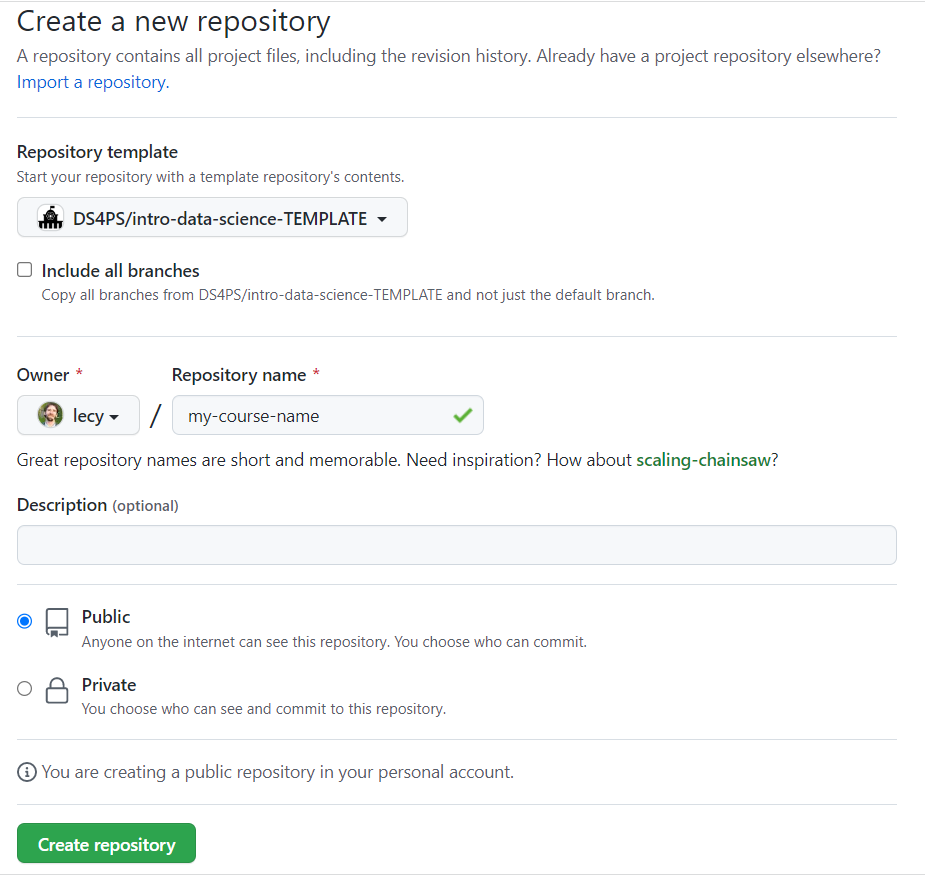 Create a new repository
A repository contains all project files, including the revision history. Already have a project repository elsewhere?
Import a repository.
Repository template
Start your repository with a template repository's contents.
DS4PS/intro-data-science-TEMPLATE
Include all branches
Copy all branches from DS4PS/intro-data-science-TEMPLATE and not just the default branch.
Owner * Repository name *
lecy / my-course-name
Great repository names are short and memorable. Need inspiration? How about scaling-chainsaw?
Description (optional)
Public
Anyone on the internet can see this repository. You choose who can commit.
Private
You choose who can see and commit to this repository.
You are creating a public repository in your personal account.
Create repository